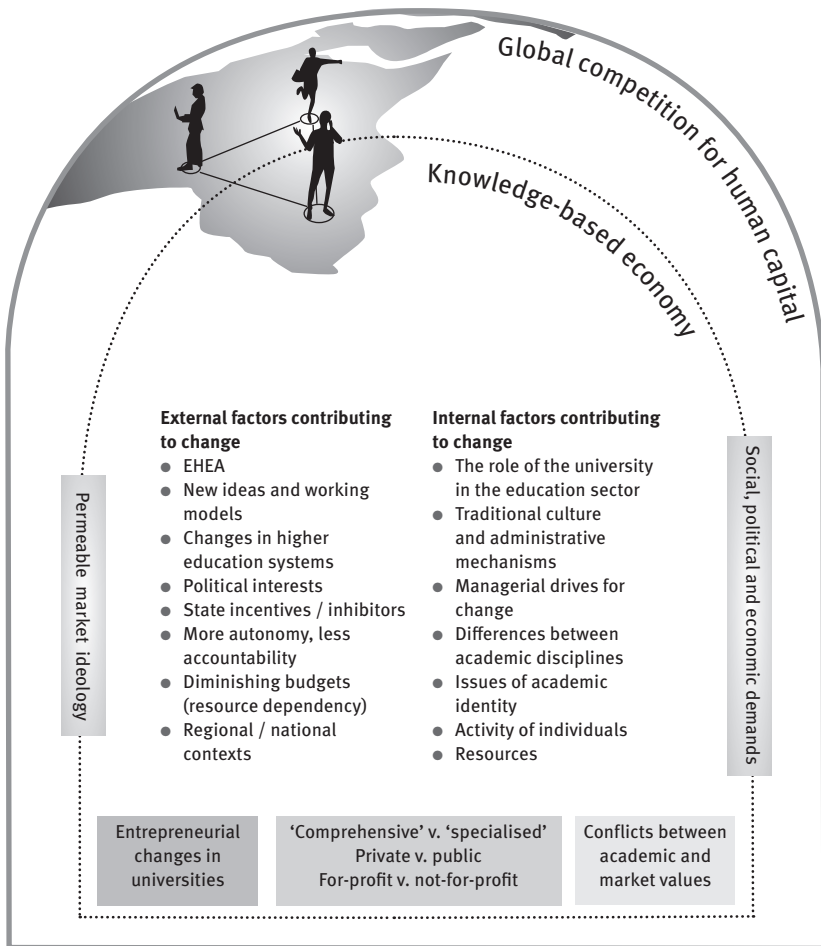 Global competition for human capital
Knowledge-based economy
Permeable market ideology
External factors contributing
to change
● EHEA
● New ideas and working
models
● Changes in higher
education systems
● Political interests
● State incentives / inhibitors
● More autonomy, less
accountability
● Diminishing budgets
(resource dependency)
● Regional / national
contexts
Internal factors contributing
to change
● The role of the university
in the education sector
● Traditional culture
and administrative
mechanisms
● Managerial drives for
change
● Differences between
academic disciplines
● Issues of academic
identity
● Activity of individuals
● Resources
Social, political and economic demands
Entrepreneurial
changes in
universities
‘Comprehensive’ v. ‘specialised’
Private v. public
For-profit v. not-for-profit
Conflicts between
academic and
market values